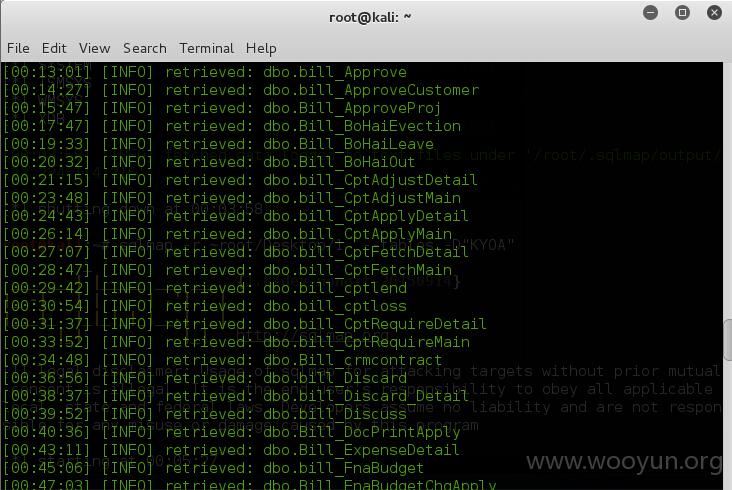 root@kali: ~
File Edit View Search Terminal Help
[00:13:01] [INFO] retrieved: dbo.bill_Approve
[00:14:27] [INFO] retrieved: dbo.bill_ApproveCustomer
[00:15:47] [INFO] retrieved: dbo.Bill_ApproveProj
[00:17:47] [INFO] retrieved: dbo.Bill_BoHaiEvection
[00:19:33] [INFO] retrieved: dbo.Bill_BoHaiLeave
[00:20:32] [INFO] retrieved: dbo.Bill_BoHaiOut
[00:21:15] [INFO] retrieved: dbo.bill_CptAdjustDetail
[00:23:48] [INFO] retrieved: dbo.bill_CptAdjustMain
[00:24:43] [INFO] retrieved: dbo.bill_CptApplyDetail
[00:26:14] [INFO] retrieved: dbo.bill_CptApplyMain
[00:27:07] [INFO] retrieved: dbo.bill_CptFetchDetail
[00:28:47] [INFO] retrieved: dbo.bill_CptFetchMain
[00:29:42] [INFO] retrieved: dbo.bill_cptlend
[00:30:54] [INFO] retrieved: dbo.bill_cptloss
[00:31:37] [INFO] retrieved: dbo.bill_CptRequireDetail
[00:33:52] [INFO] retrieved: dbo.bill_CptRequireMain
[00:34:48] [INFO] retrieved: dbo.Bill_crmcontract
[00:36:56] [INFO] retrieved: dbo.bill_Discard
[00:38:37] [INFO] retrieved: dbo.bill_Discard_Detail
[00:39:52] [INFO] retrieved: dbo.bill_Discuss
[00:40:36] [INFO] retrieved: dbo.Bill_DocPrintApply
[00:43:11] [INFO] retrieved: dbo.Bill_ExpenseDetail
[00:45:06] [INFO] retrieved: dbo.Bill_FnaBudget
[00:47:03] [INFO] retrieved: dbo.Bill_FnaBudgetChgApply
www.wooyun.org